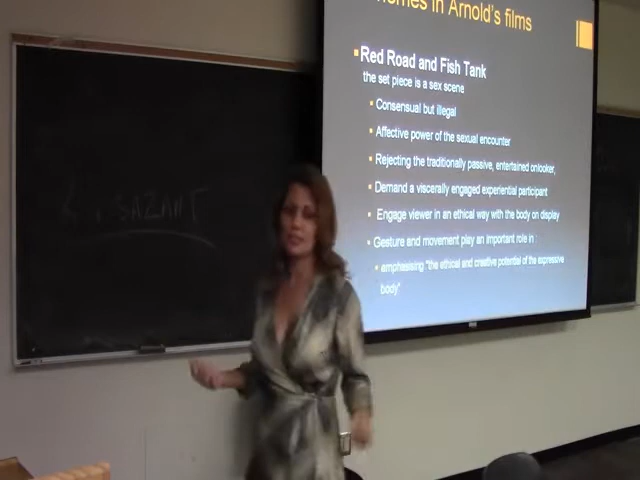 in Arnold's films
Red Road and Fish Tank
the set piece is a sex scene
Consensual but illegal
Affective power of the sexual encounter
Rejecting the traditionally passive, entertained onlooker,
Demand a viscerally engaged experiential participant
Engage viewer in an ethical way with the body on display
Gesture and movement play an important role in :
emphasising "the ethical and creative potential of the expressive
body"